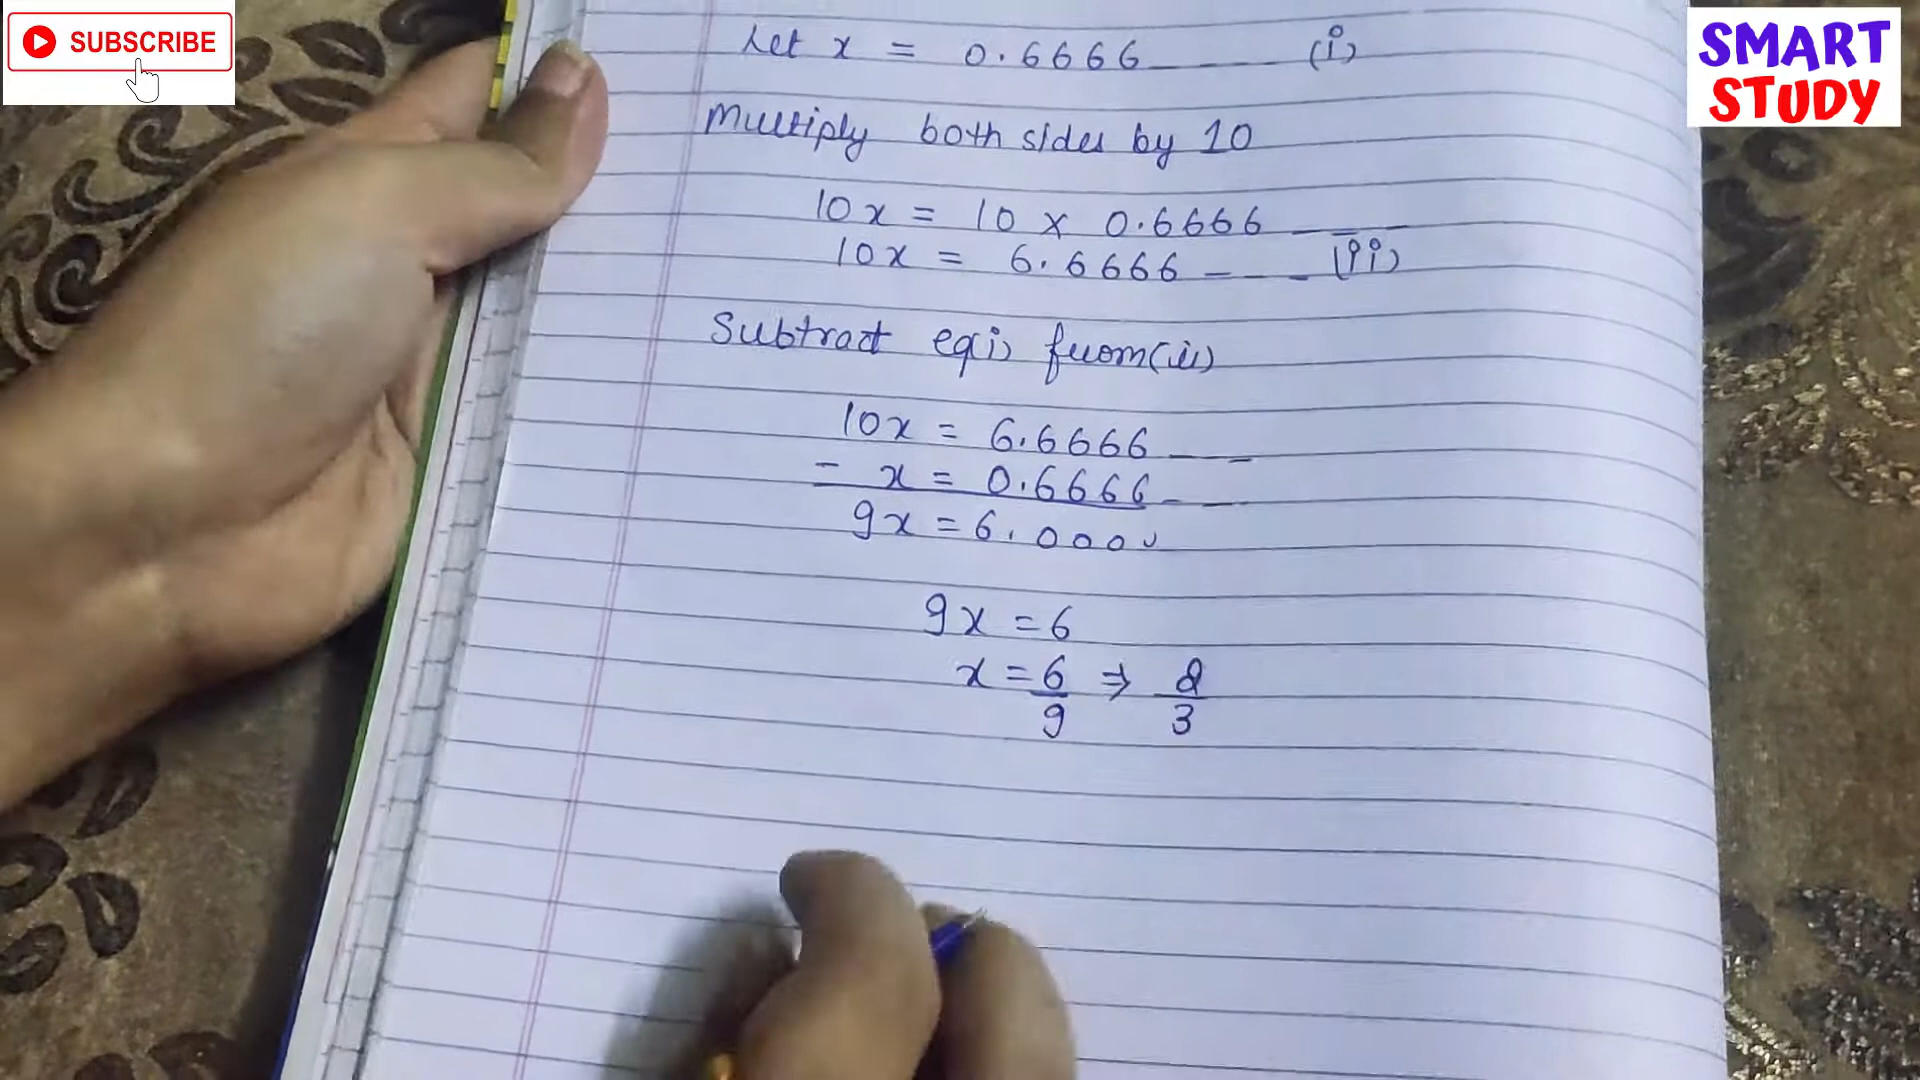 SUBSCRIBE
SMART
STUDY
Let x = 0.6666 _ _ _ _ (i)
Multiply both sides by 10
10x = 10 x 0.6666 _ _ _
10x = 6.6666 _ _ _ (ii)
Subtract eq i) from (ii)
10x = 6.6666 _ _
- x = 0.6666 _ _
9x = 6.0000
9x = 6
x = 6/9 ⇒ 2/3